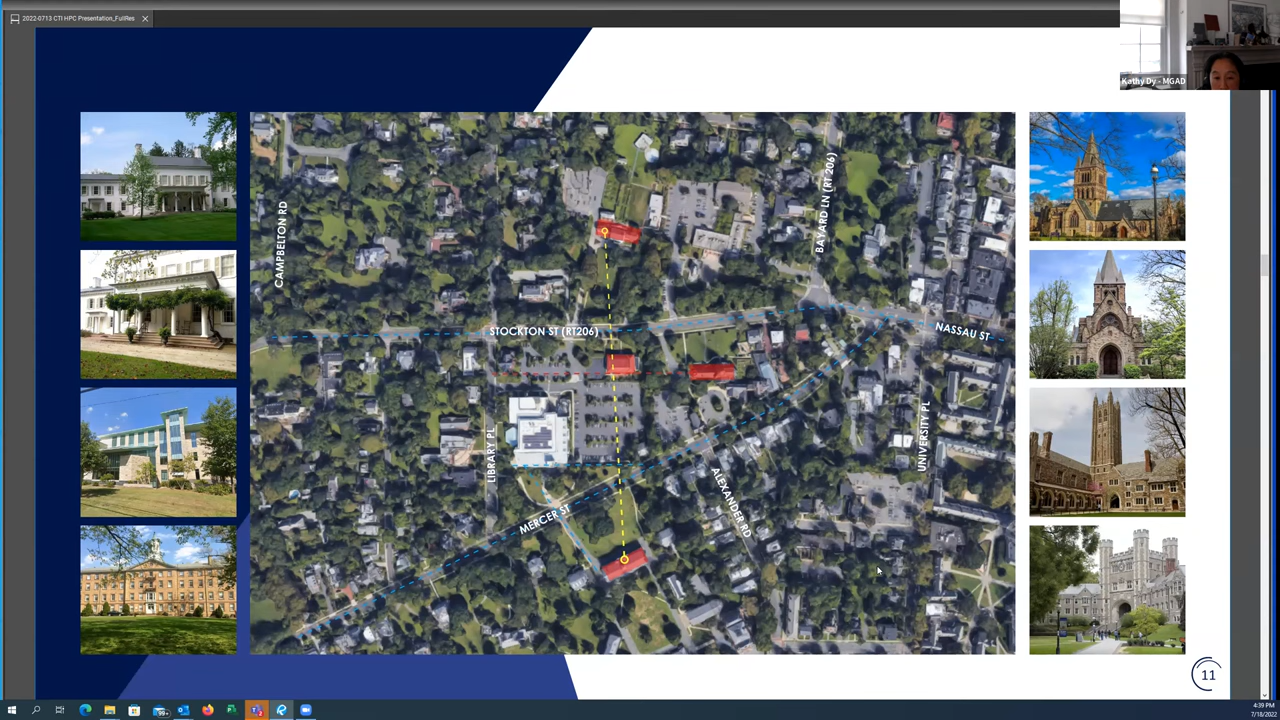 2022-0713 CTI HPC Presentation_FullRes
Kathy Dy - MGAD
CAMPBELTON RD
BAYARD LN (RT 206)
STOCKTON ST (RT206)
NASSAU ST
LIBRARY PL
UNIVERSITY PL
MERCER ST
ALEXANDER RD
11
99+
4:39 PM
7/18/2022